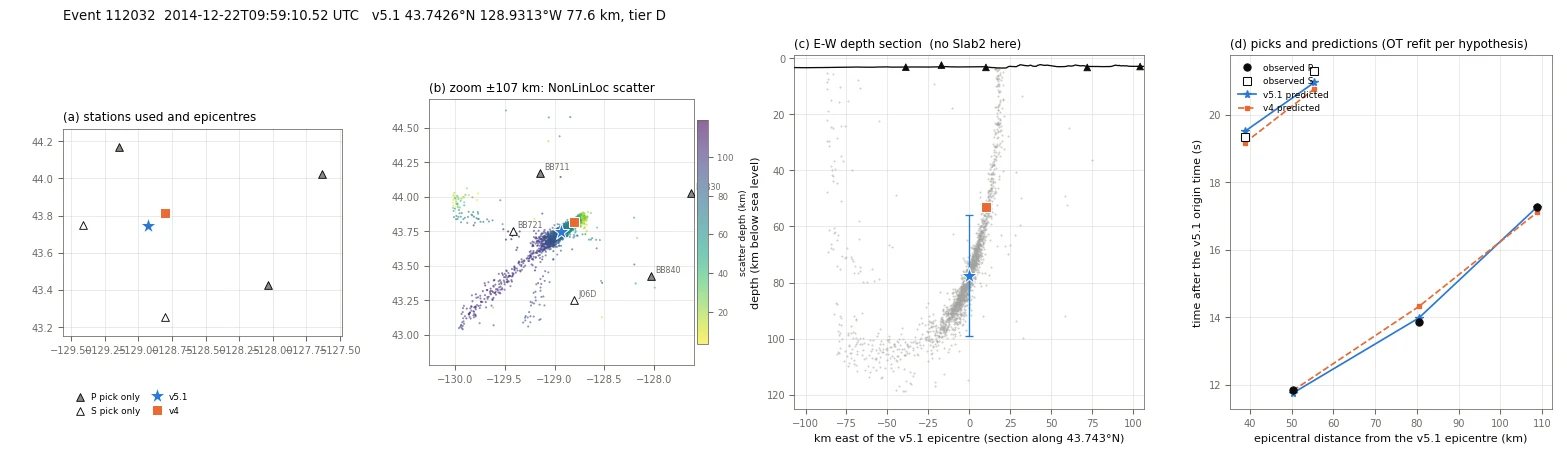 Event 112032  2014-12-22T09:59:10.52 UTC   v5.1 43.7426°N 128.9313°W 77.6 km, tier D
(a) stations used and epicentres
44.2
44.0
43.8
43.6
43.4
43.2
−129.50 −129.25 −129.00 −128.75 −128.50 −128.25 −128.00 −127.75 −127.50
P pick only
S pick only
v5.1
v4
(b) zoom ±107 km: NonLinLoc scatter
44.50
44.25
44.00
43.75
43.50
43.25
43.00
−130.0 −129.5 −129.0 −128.5 −128.0
BB711
BB721
BB840
J06D
30
100
80
60
40
20
scatter depth (km)
(c) E-W depth section  (no Slab2 here)
depth (km below sea level)
0
20
40
60
80
100
120
−100 −75 −50 −25 0 25 50 75 100
km east of the v5.1 epicentre (section along 43.743°N)
(d) picks and predictions (OT refit per hypothesis)
observed P
observed S
v5.1 predicted
v4 predicted
time after the v5.1 origin time (s)
20
18
16
14
12
40 50 60 70 80 90 100 110
epicentral distance from the v5.1 epicentre (km)